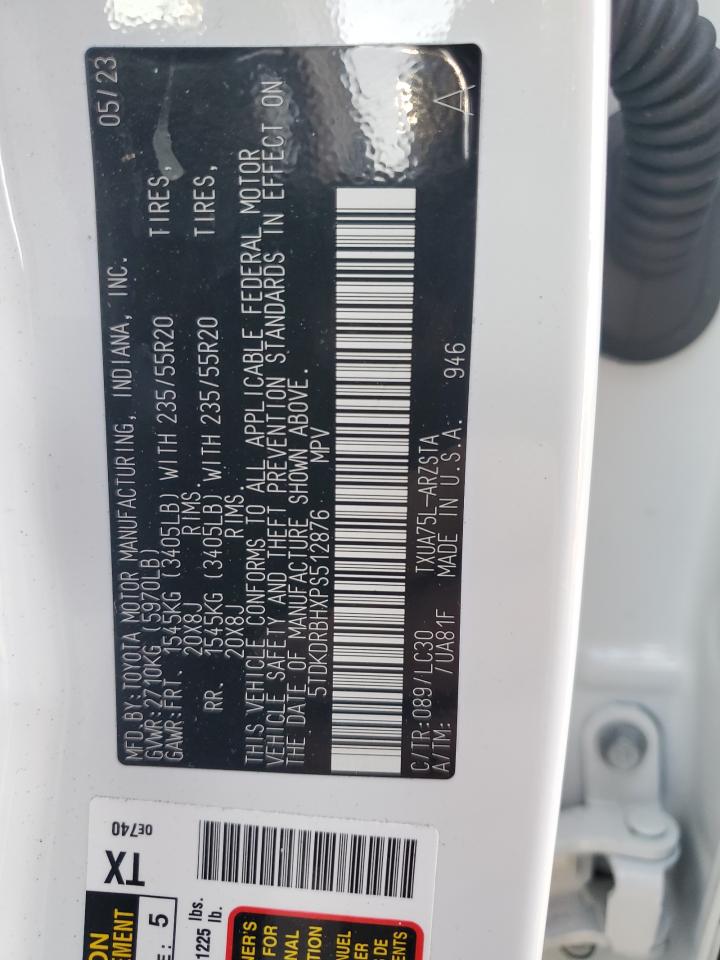 MFD.BY:TOYOTA MOTOR MANUFACTURING, INDIANA, INC. 05/23
GVWR:2710KG (5970LB)
GAWR:FRT. 1545KG (3405LB) WITH 235/55R20 TIRES,
20X8J RIMS.
RR. 1545KG (3405LB) WITH 235/55R20 TIRES,
20X8J RIMS.
THIS VEHICLE CONFORMS TO ALL APPLICABLE FEDERAL MOTOR
VEHICLE SAFETY AND THEFT PREVENTION STANDARDS IN EFFECT ON
THE DATE OF MANUFACTURE SHOWN ABOVE.
5TDKDRBHXPS512876 MPV
C/TR:089/LC30 TXUA75L-ARZSTA 946
A/TM: /UA81F MADE IN U.S.A.
A
TX
0E740
: 5
1225 lbs.
lb.